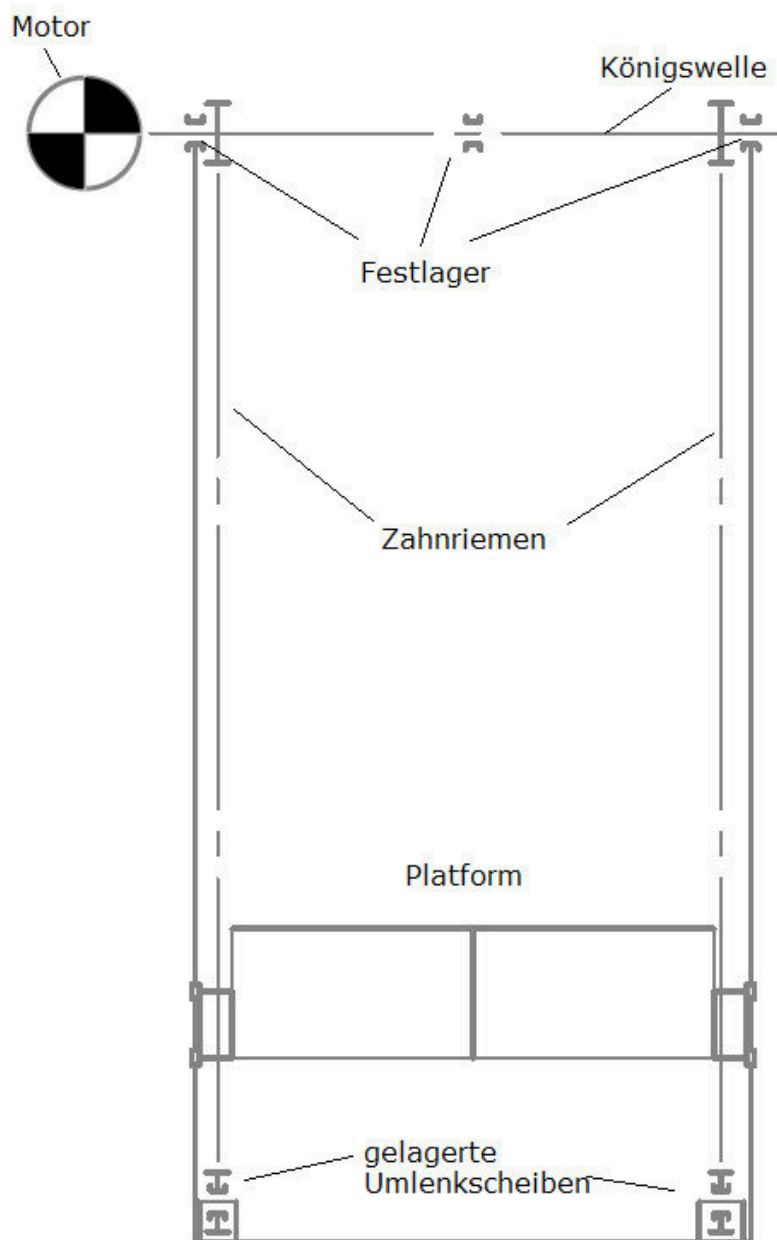 Motor
Königswelle
Festlager
Zahnriemen
Platform
gelagerte
Umlenkscheiben